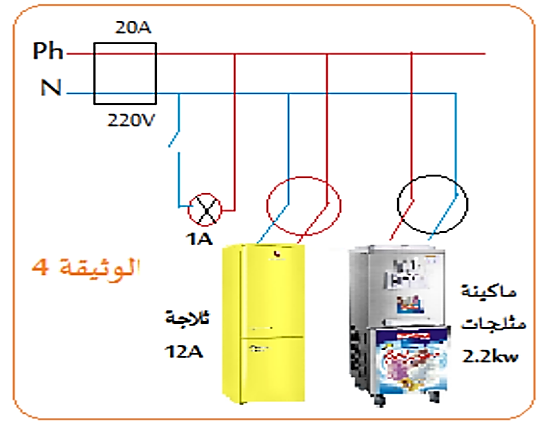 20A
Ph
N
220V
1A
الوثيقة 4
ثلاجة
12A
ماكينة
مثلجات
2.2kw